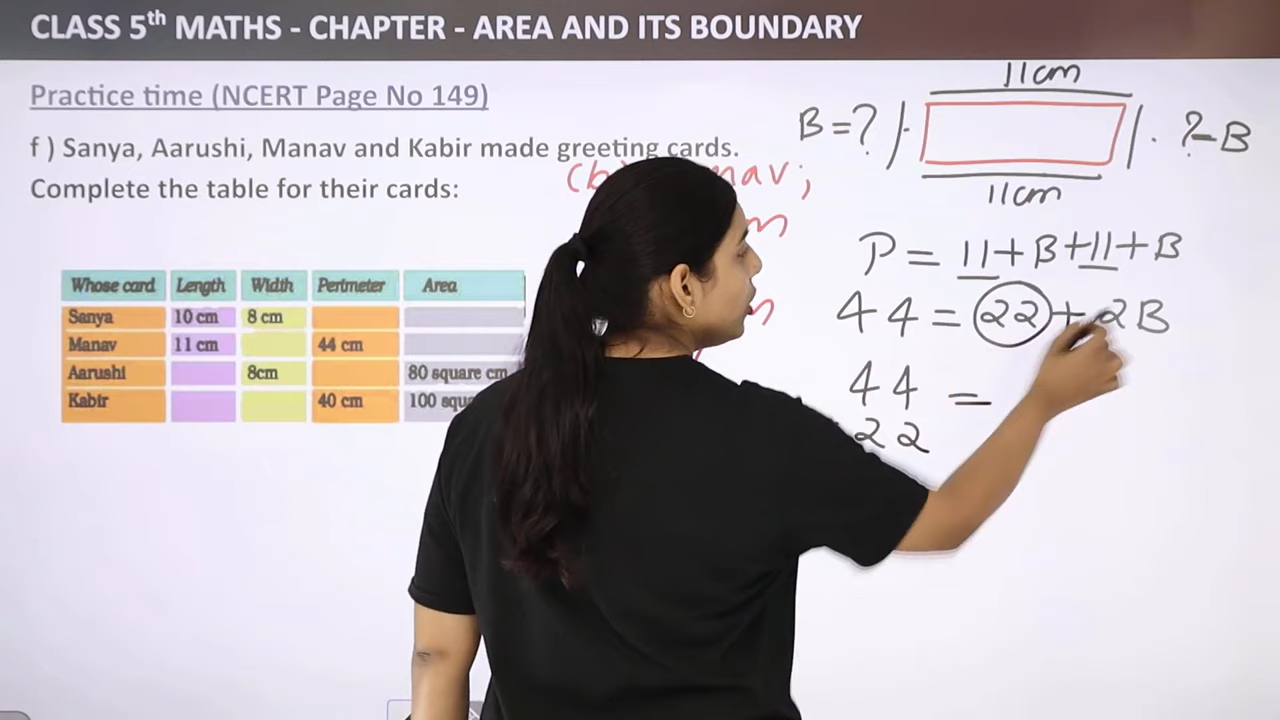 CLASS 5th MATHS - CHAPTER - AREA AND ITS BOUNDARY
Practice time (NCERT Page No 149)
f ) Sanya, Aarushi, Manav and Kabir made greeting cards.
Complete the table for their cards:
Whose card Length Width Perimeter Area
Sanya 10 cm 8 cm
Manav 11 cm 44 cm
Aarushi 8cm 80 square cm
Kabir 40 cm 100
11cm
B=? ?-B
11cm
P = 11+B+11+B
44 = 22 + 2B
44 =
22